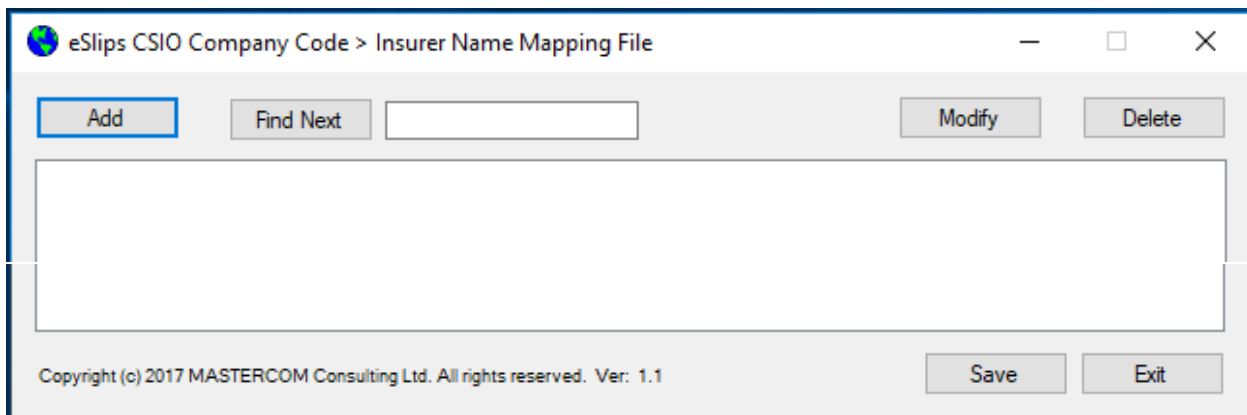 eSlips CSIO Company Code > Insurer Name Mapping File
Add Find Next Modify Delete
Copyright (c) 2017 MASTERCOM Consulting Ltd. All rights reserved. Ver: 1.1 Save Exit